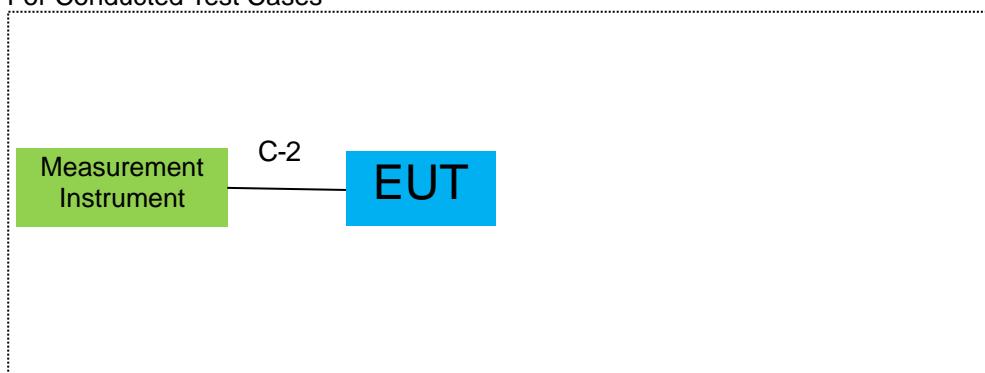 For Conducted Test Cases
C-2
Measurement
Instrument
EUT